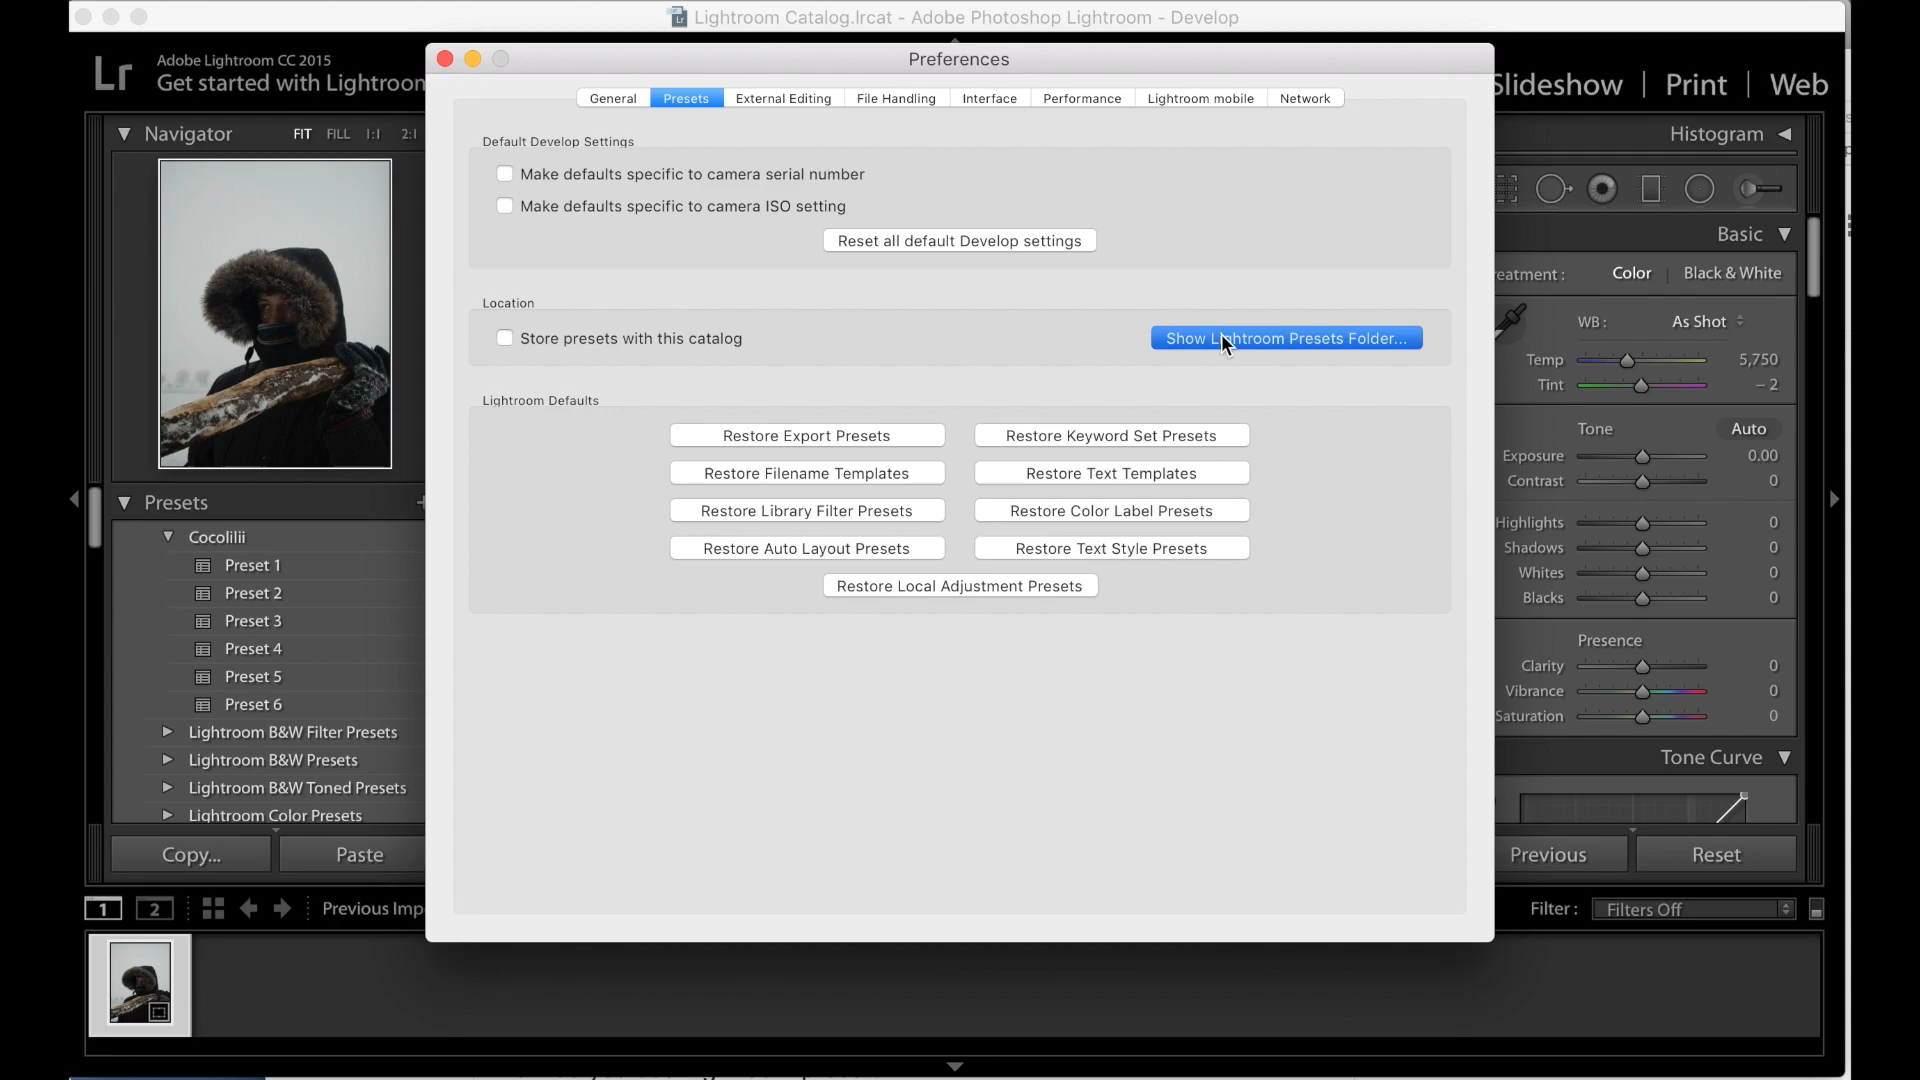 Lightroom Catalog.lrcat - Adobe Photoshop Lightroom - Develop
Lr
Adobe Lightroom CC 2015
Get started with Lightroom
Slideshow | Print | Web
Preferences
General
Presets
External Editing
File Handling
Interface
Performance
Lightroom mobile
Network
Default Develop Settings
Make defaults specific to camera serial number
Make defaults specific to camera ISO setting
Reset all default Develop settings
Location
Store presets with this catalog
Show Lightroom Presets Folder...
Lightroom Defaults
Restore Export Presets
Restore Keyword Set Presets
Restore Filename Templates
Restore Text Templates
Restore Library Filter Presets
Restore Color Label Presets
Restore Auto Layout Presets
Restore Text Style Presets
Restore Local Adjustment Presets
Navigator
FIT FILL 1:1 2:1
Presets
Cocolilii
Preset 1
Preset 2
Preset 3
Preset 4
Preset 5
Preset 6
Lightroom B&W Filter Presets
Lightroom B&W Presets
Lightroom B&W Toned Presets
Lightroom Color Presets
Copy...
Paste
Histogram
Basic
eatment : Color | Black & White
WB : As Shot
Temp 5,750
Tint – 2
Tone Auto
Exposure 0.00
Contrast 0
Highlights 0
Shadows 0
Whites 0
Blacks 0
Presence
Clarity 0
Vibrance 0
Saturation 0
Tone Curve
Previous
Reset
1
2
Previous Imp
Filter : Filters Off